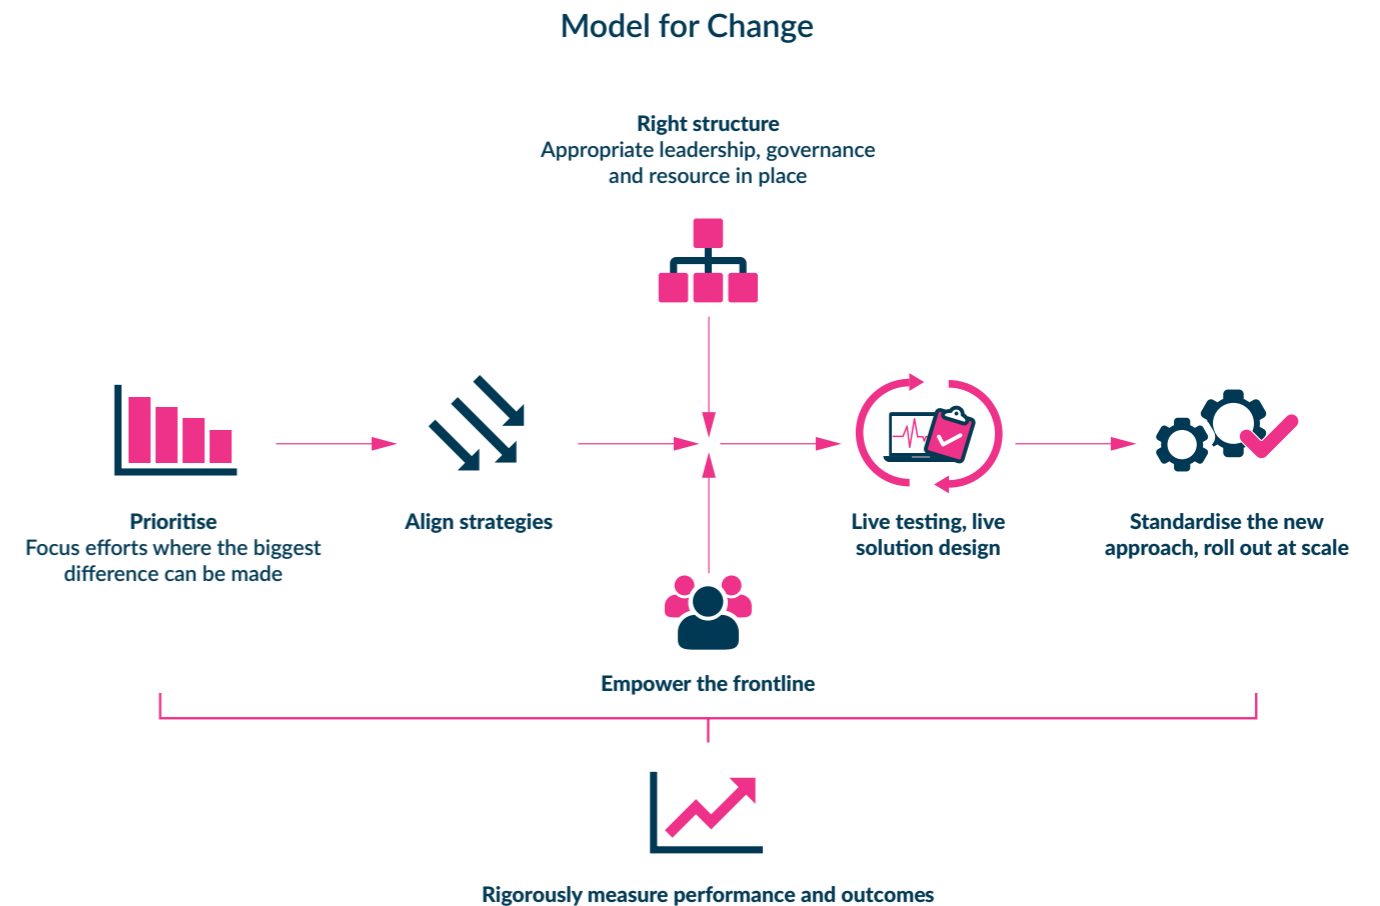 Model for Change
Right structure
Appropriate leadership, governance
and resource in place
Prioritise
Focus efforts where the biggest
difference can be made
Align strategies
Live testing, live
solution design
Standardise the new
approach, roll out at scale
Empower the frontline
Rigorously measure performance and outcomes